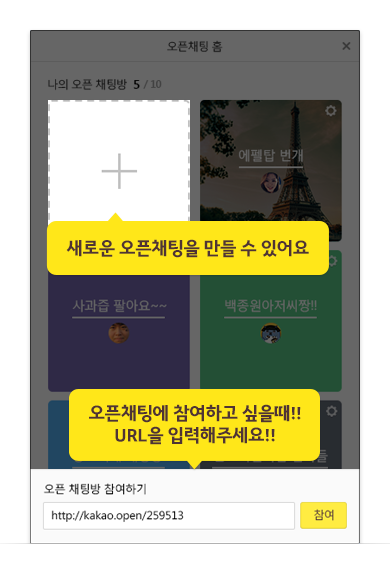 오픈채팅 홈
나의 오픈 채팅방 5 / 10
에펠탑 번개
새로운 오픈채팅을 만들 수 있어요
사과즙 팔아요~~
백종원아저씨짱!!
오픈채팅에 참여하고 싶을때!!
URL을 입력해주세요!!
들
오픈 채팅방 참여하기
http://kakao.open/259513
참여